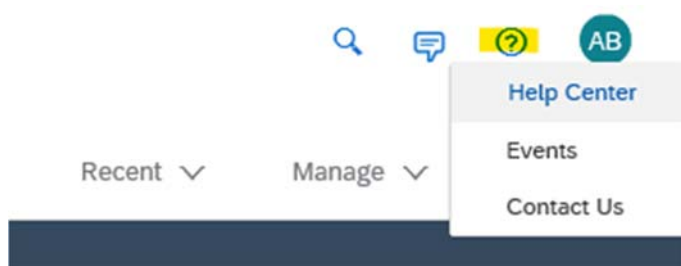 AB
Help Center
Events
Recent Manage
Contact Us